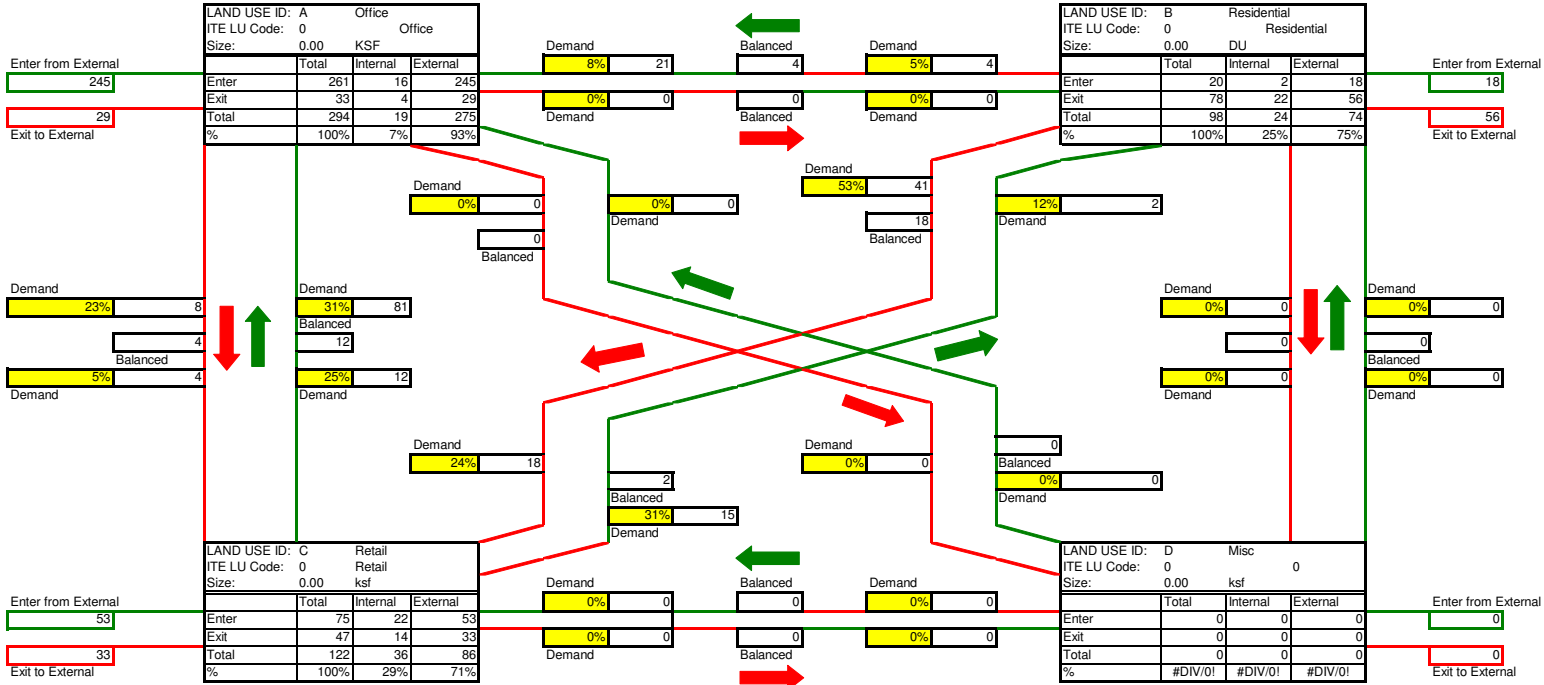 LAND USE ID: A Office
ITE LU Code: 0 Office
Size: 0.00 KSF
Total Internal External
Enter 261 16 245
Exit 33 4 29
Total 294 19 275
% 100% 7% 93%
Enter from External
245
29
Exit to External
Demand Balanced Demand
8% 21 4 5% 4
0% 0 0 0% 0
Demand Balanced Demand
LAND USE ID: B Residential
ITE LU Code: 0 Residential
Size: 0.00 DU
Total Internal External
Enter 20 2 18
Exit 78 22 56
Total 98 24 74
% 100% 25% 75%
Enter from External
18
56
Exit to External
Demand
0% 0
0
Balanced
0% 0
Demand
Demand
53% 41
18
Balanced
12% 2
Demand
Demand
23% 8
4
Balanced
5% 4
Demand
31% 81
Balanced
12
25% 12
Demand
Demand
0% 0
0
0% 0
Demand
Demand
0% 0
0
Balanced
0% 0
Demand
Demand
24% 18
2
Balanced
31% 15
Demand
Demand
0% 0
0
Balanced
0% 0
Demand
LAND USE ID: C Retail
ITE LU Code: 0 Retail
Size: 0.00 ksf
Total Internal External
Enter 75 22 53
Exit 47 14 33
Total 122 36 86
% 100% 29% 71%
Enter from External
53
33
Exit to External
Demand Balanced Demand
0% 0 0 0% 0
0% 0 0 0% 0
Demand Balanced Demand
LAND USE ID: D Misc
ITE LU Code: 0 0
Size: 0.00 ksf
Total Internal External
Enter 0 0 0
Exit 0 0 0
Total 0 0 0
% #DIV/0! #DIV/0! #DIV/0!
Enter from External
0
0
Exit to External